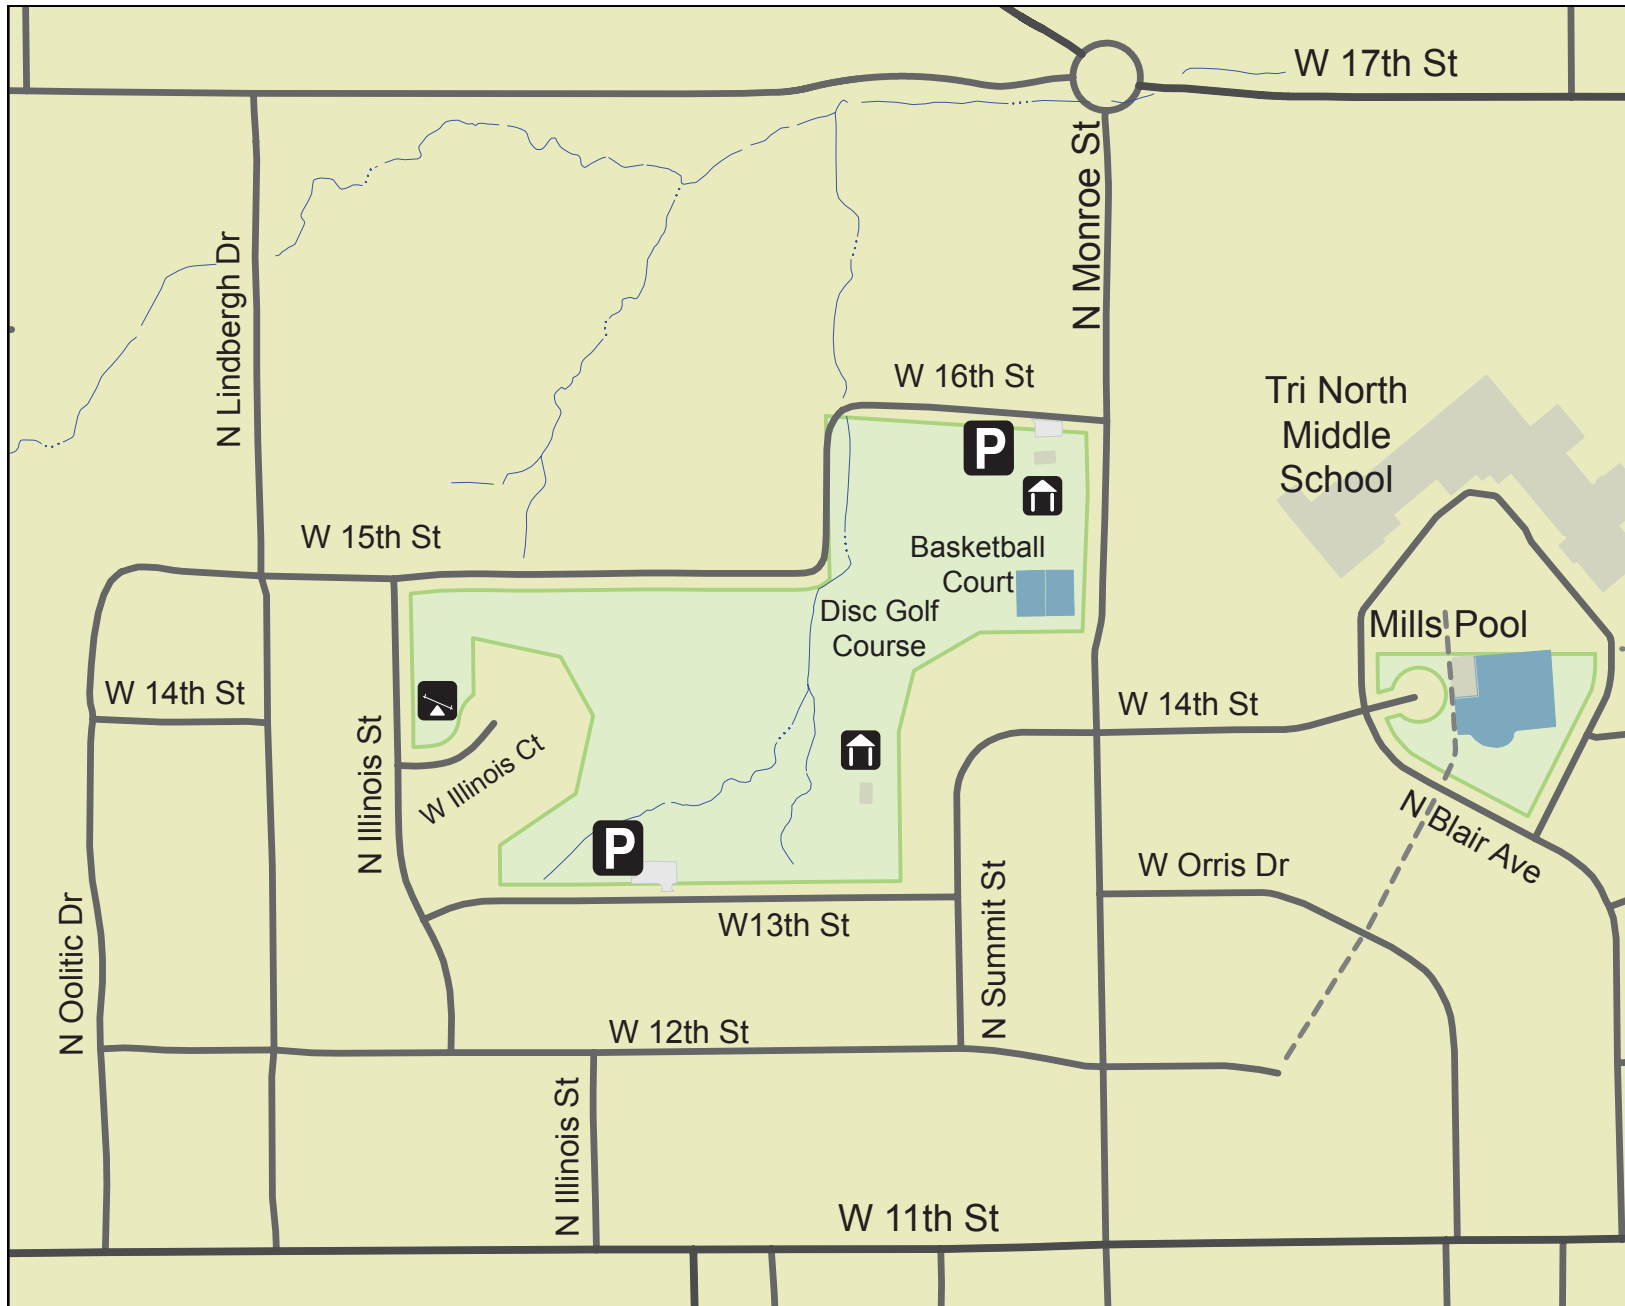 W 17th St
N Monroe St
N Lindbergh Dr
W 16th St
Tri North
Middle
School
P
W 15th St
Basketball
Court
Disc Golf
Course
Mills Pool
W 14th St
W 14th St
N Illinois St
W Illinois Ct
P
N Blair Ave
W Orris Dr
W13th St
N Summit St
N Oolitic Dr
W 12th St
N Illinois St
W 11th St